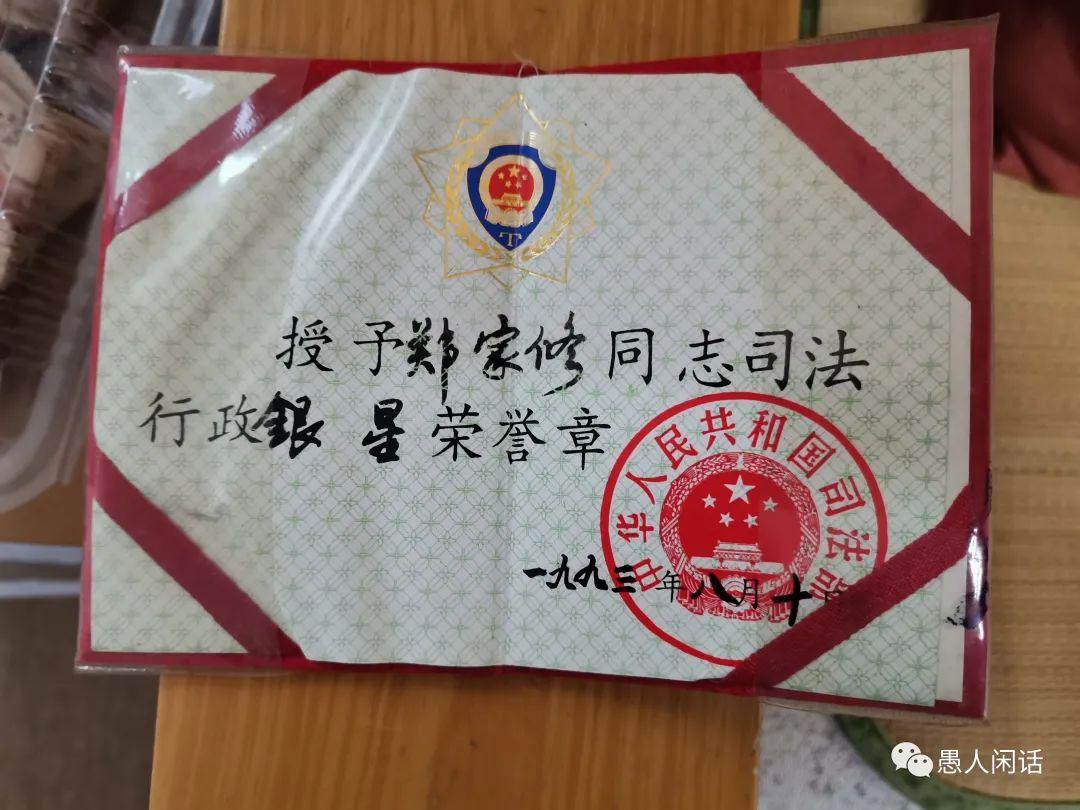 授予郑家修同志司法
行政銀星荣誉章
中华人民共和国司法部
一九九三年八月十
愚人闲话